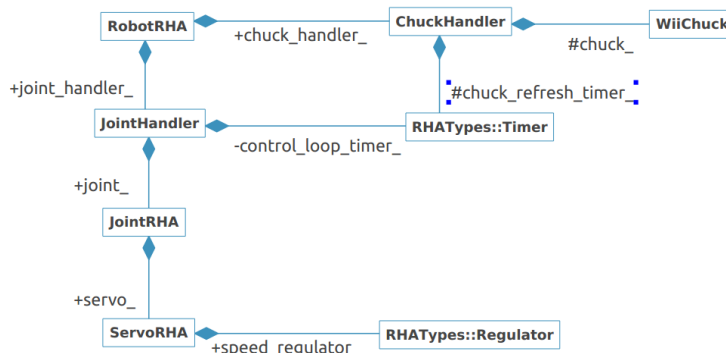 RobotRHA
ChuckHandler
WiiChuck
+chuck_handler_
#chuck_
+joint_handler_
#chuck_refresh_timer_
JointHandler
RHATypes::Timer
-control_loop_timer_
+joint_
JointRHA
+servo_
ServoRHA
RHATypes::Regulator
+speed_regulator